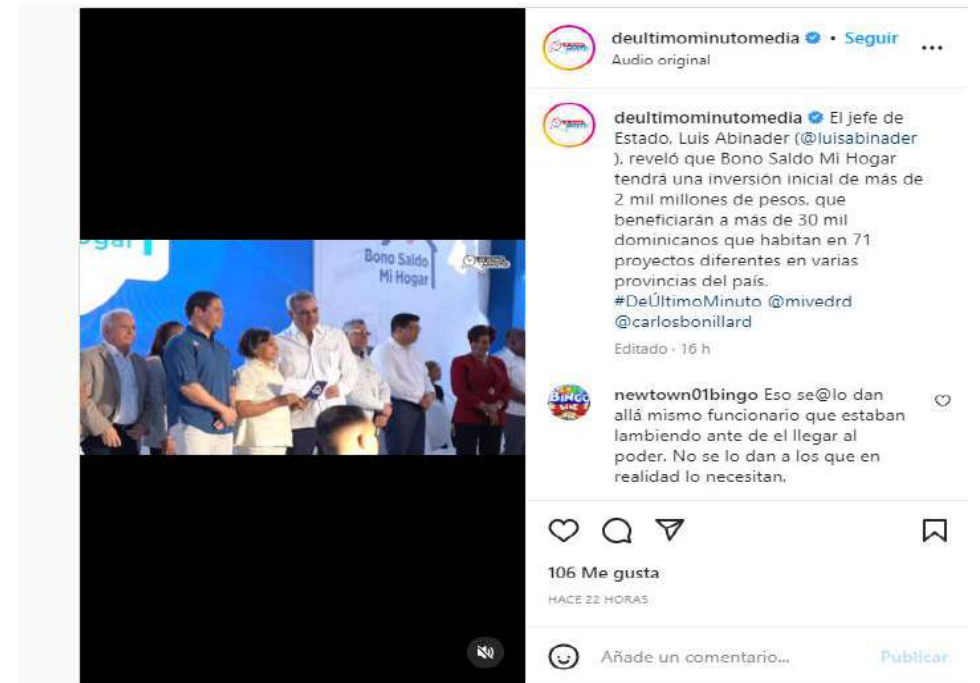 deultimominutomedia • Seguir
Audio original
deultimominutomedia El jefe de
Estado, Luis Abinader (@luisabinader
), reveló que Bono Saldo Mi Hogar
tendrá una inversión inicial de más de
2 mil millones de pesos, que
beneficiarán a más de 30 mil
dominicanos que habitan en 71
proyectos diferentes en varias
provincias del país.
#DeÚltimoMinuto @mivedrd
@carlosbonillard
Editado · 16 h
newtown01bingo Eso se@lo dan
allá mismo funcionario que estaban
lambiendo ante de el llegar al
poder. No se lo dan a los que en
realidad lo necesitan.
106 Me gusta
HACE 22 HORAS
Añade un comentario...
Publicar
Bono Saldo
Mi Hogar
BINGO